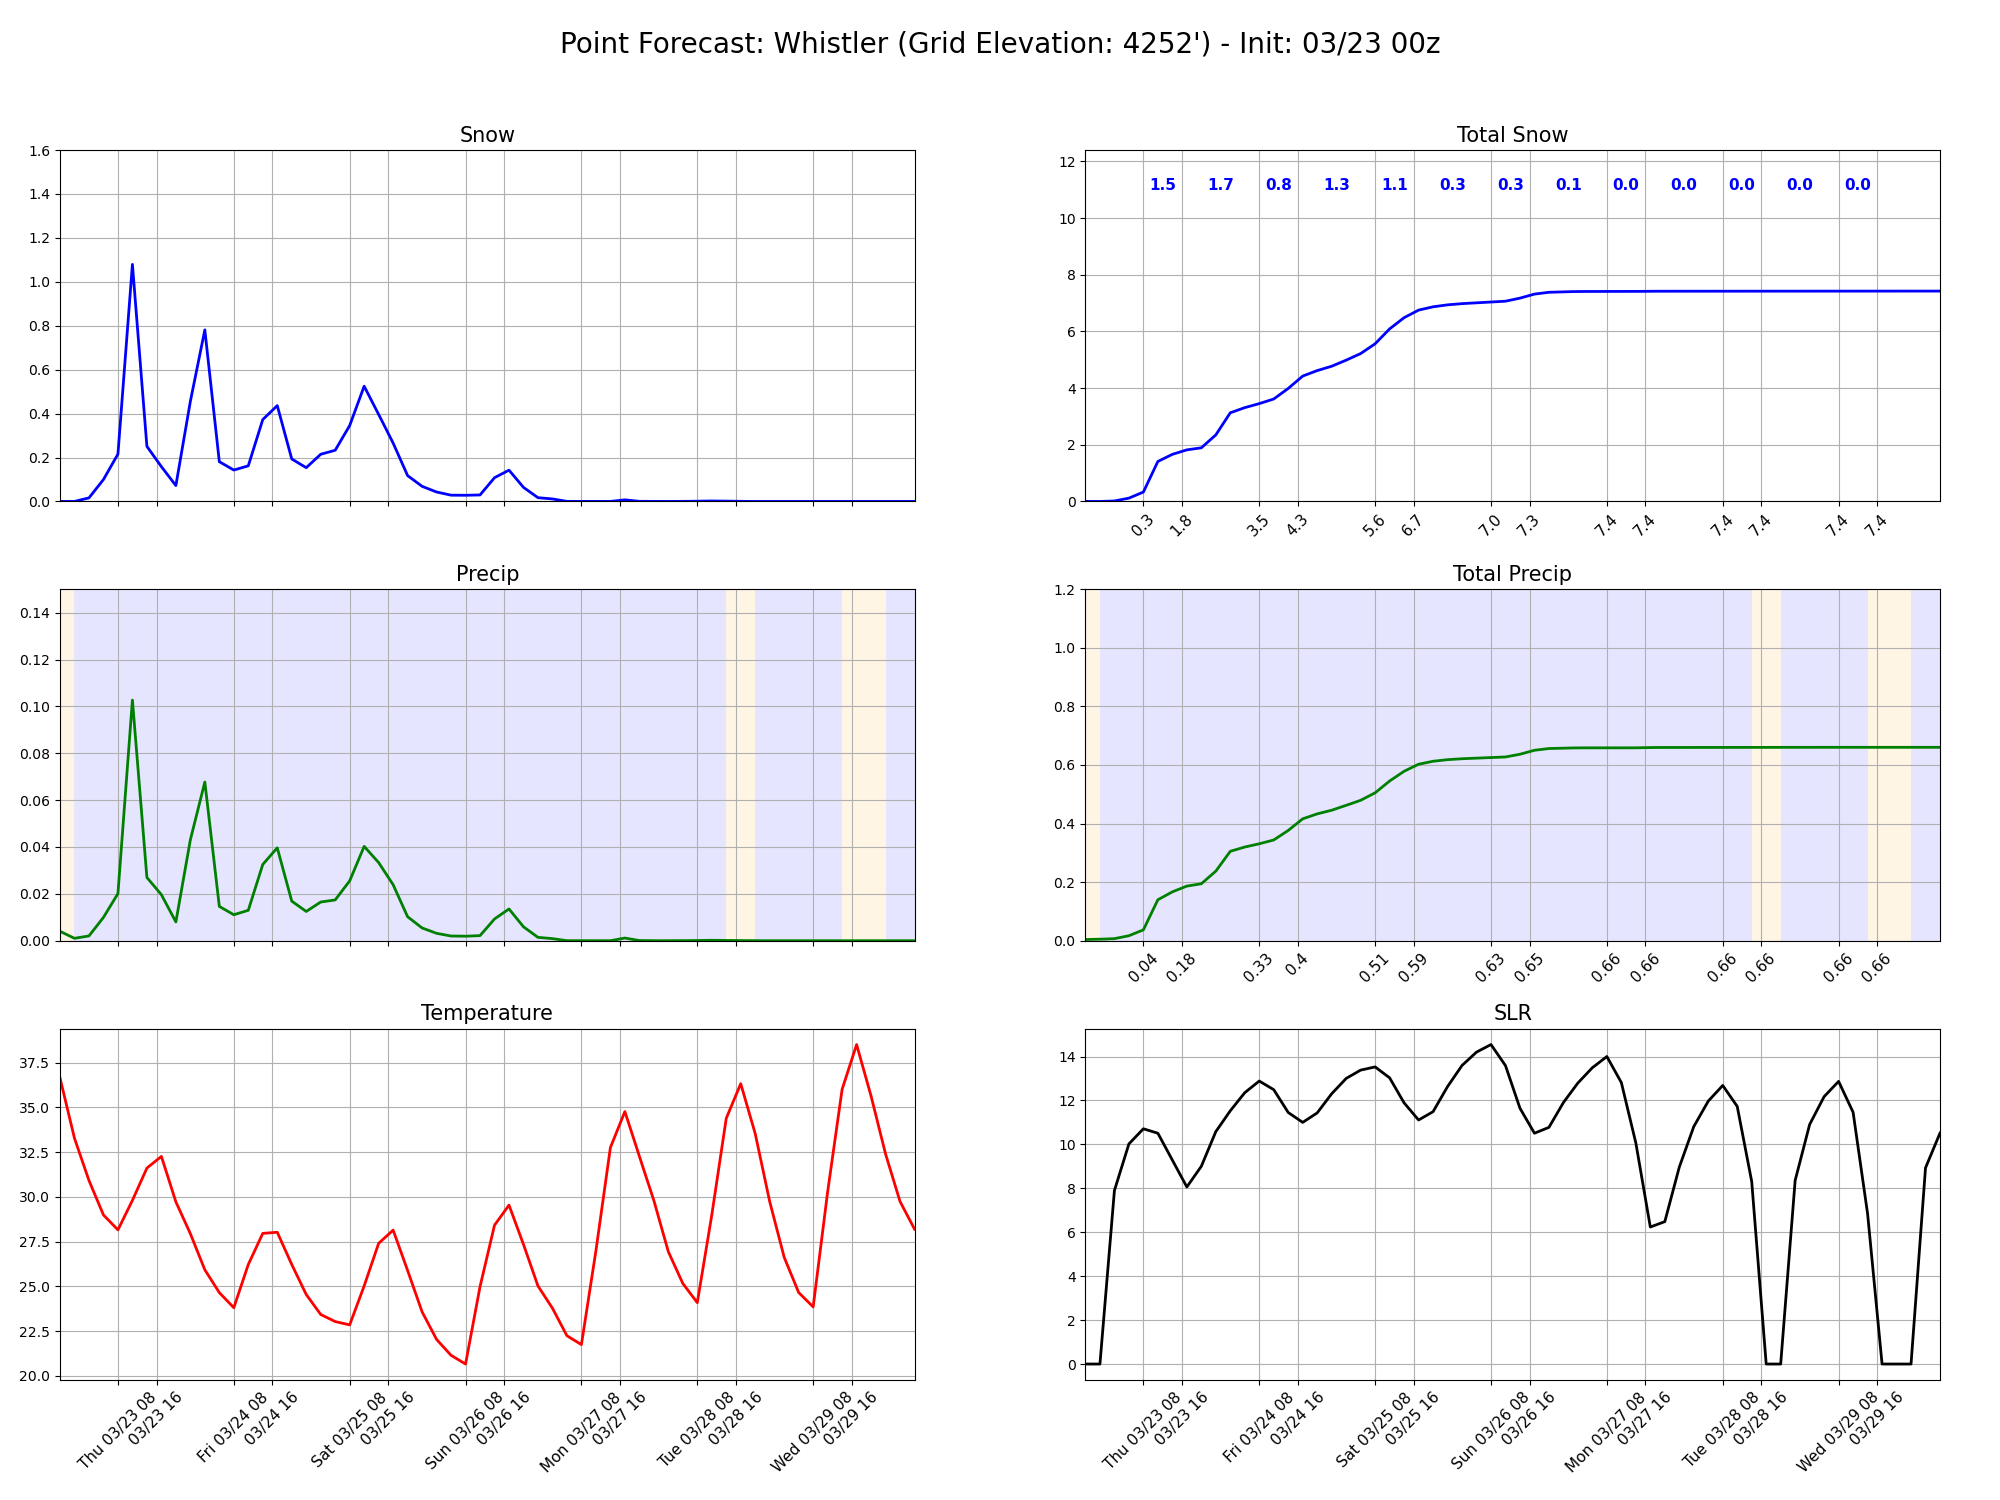 Point Forecast: Whistler (Grid Elevation: 4252') - Init: 03/23 00z
Snow
1.6
1.4
1.2
1.0
0.8
0.6
0.4
0.2
0.0
Total Snow
12
10
8
6
4
2
0
1.5 1.7 0.8 1.3 1.1 0.3 0.3 0.1 0.0 0.0 0.0 0.0 0.0
0.3 1.8 3.5 4.3 5.6 6.7 7.0 7.3 7.4 7.4 7.4 7.4 7.4 7.4
Precip
0.14
0.12
0.10
0.08
0.06
0.04
0.02
0.00
Total Precip
1.2
1.0
0.8
0.6
0.4
0.2
0.0
0.04 0.18 0.33 0.4 0.51 0.59 0.63 0.65 0.66 0.66 0.66 0.66 0.66 0.66
Temperature
37.5
35.0
32.5
30.0
27.5
25.0
22.5
20.0
Thu 03/23 08
03/23 16
Fri 03/24 08
03/24 16
Sat 03/25 08
03/25 16
Sun 03/26 08
03/26 16
Mon 03/27 08
03/27 16
Tue 03/28 08
03/28 16
Wed 03/29 08
03/29 16
SLR
14
12
10
8
6
4
2
0
Thu 03/23 08
03/23 16
Fri 03/24 08
03/24 16
Sat 03/25 08
03/25 16
Sun 03/26 08
03/26 16
Mon 03/27 08
03/27 16
Tue 03/28 08
03/28 16
Wed 03/29 08
03/29 16